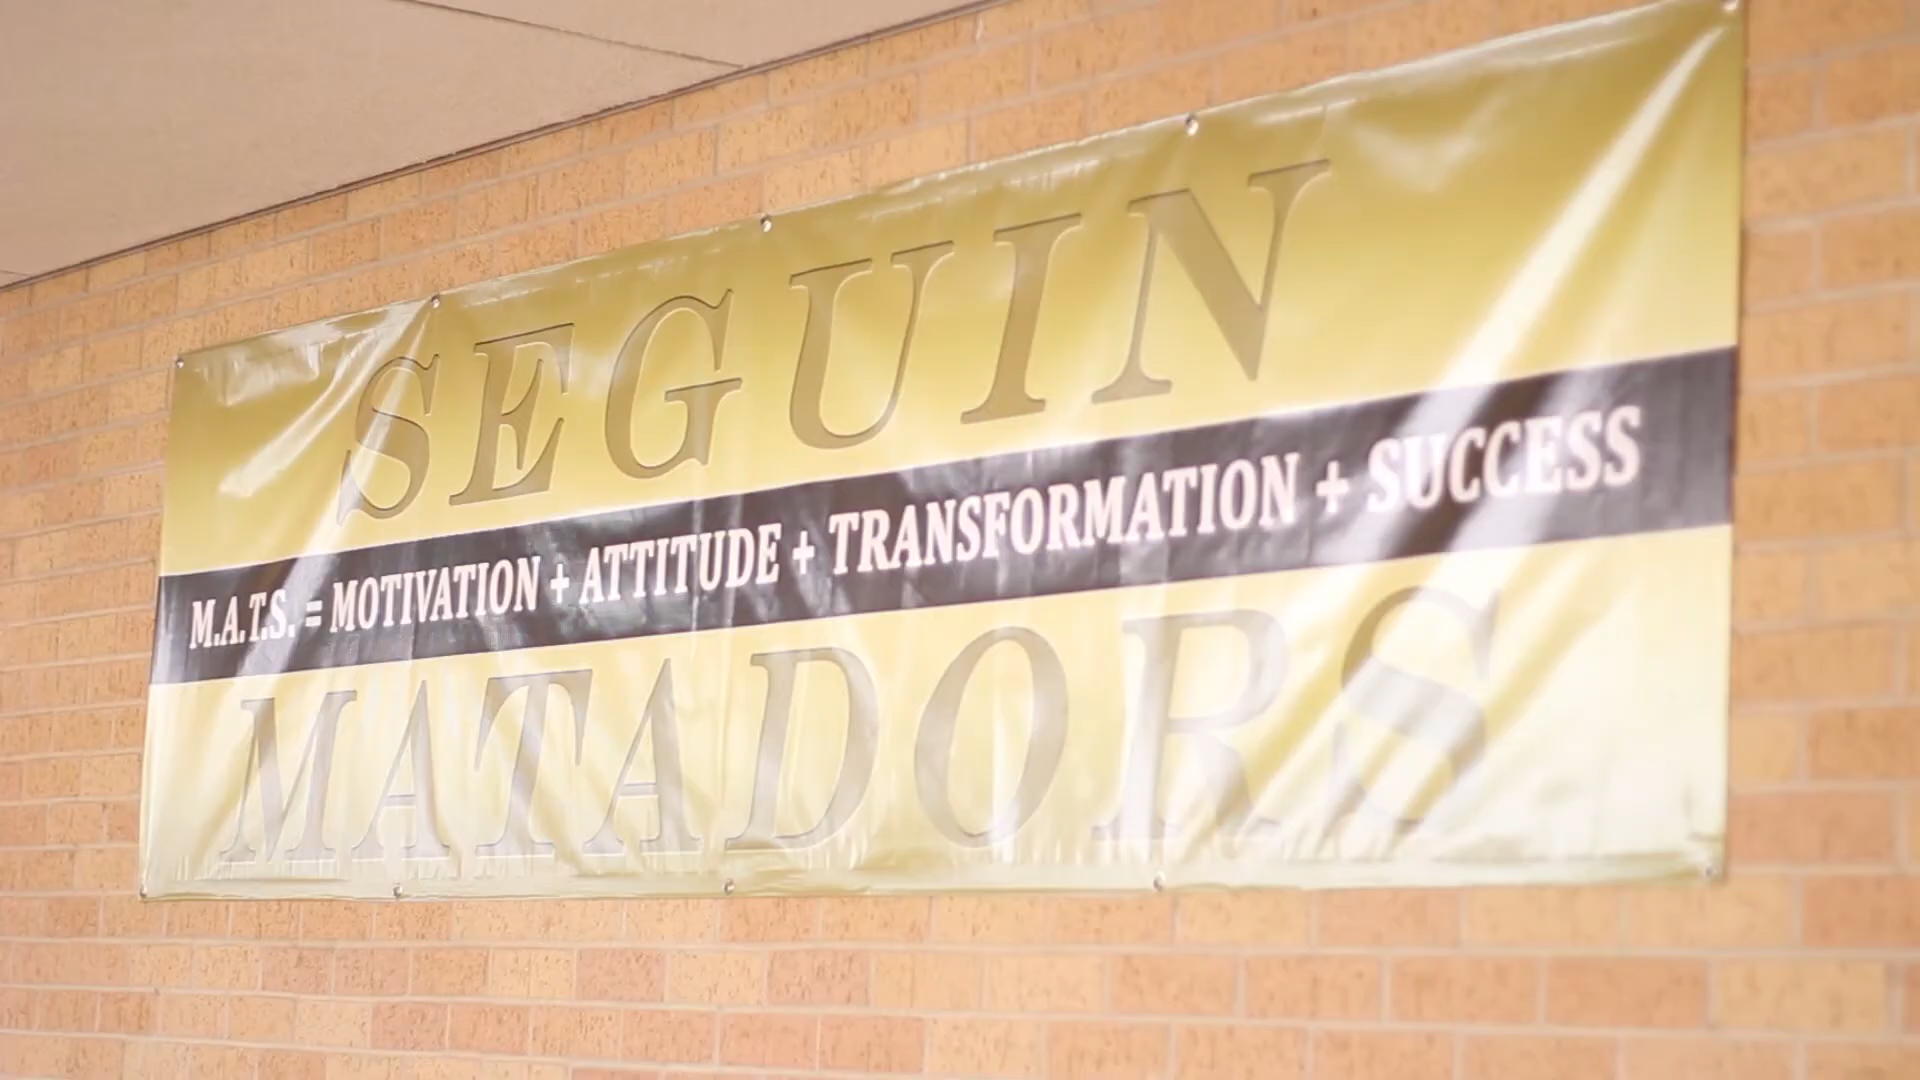 SEGUIN
M.A.T.S. = MOTIVATION + ATTITUDE + TRANSFORMATION + SUCCESS
MATADORS